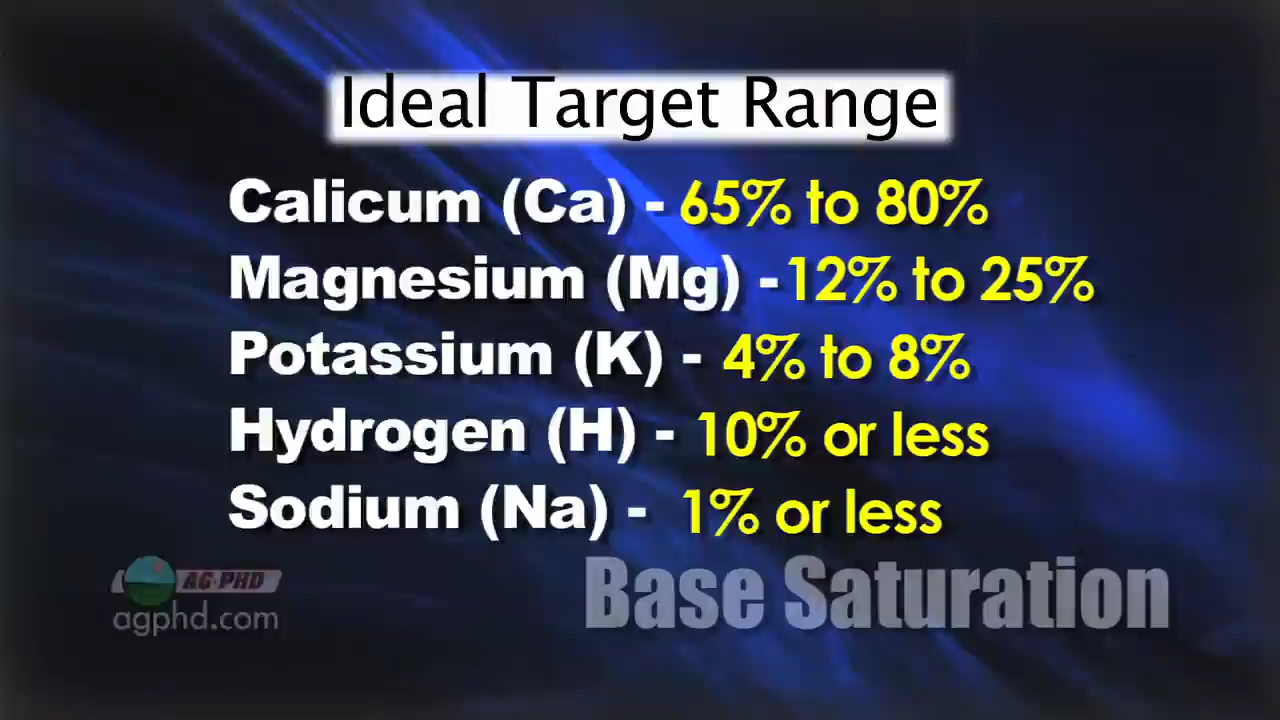 Ideal Target Range
Calicum (Ca) - 65% to 80%
Magnesium (Mg) - 12% to 25%
Potassium (K) - 4% to 8%
Hydrogen (H) - 10% or less
Sodium (Na) - 1% or less
AG PHD
agphd.com
Base Saturation